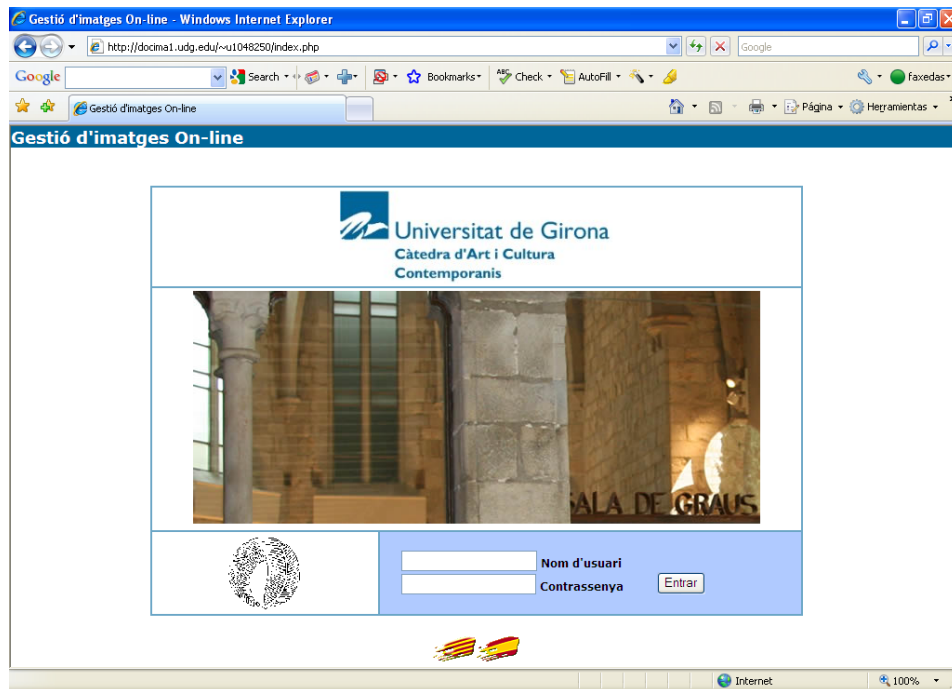 Gestió d'imatges On-line - Windows Internet Explorer
http://docima1.udg.edu/~u1048250/index.php
Google
Google
Search
Bookmarks
Check
AutoFill
faxedas
Gestió d'imatges On-line
Página
Herramientas
Gestió d'imatges On-line
Universitat de Girona
Càtedra d'Art i Cultura
Contemporanis
SALA DE GRAUS
Nom d'usuari
Contrassenya
Entrar
Internet
100%